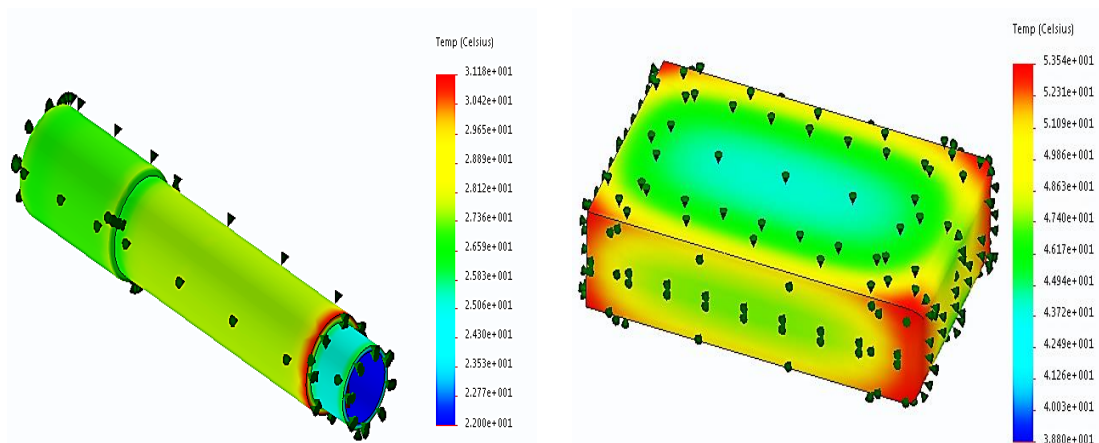 Temp (Celsius)
3.118e+001
3.042e+001
2.965e+001
2.889e+001
2.812e+001
2.736e+001
2.659e+001
2.583e+001
2.506e+001
2.430e+001
2.353e+001
2.277e+001
2.200e+001
Temp (Celsius)
5.354e+001
5.231e+001
5.109e+001
4.986e+001
4.863e+001
4.740e+001
4.617e+001
4.494e+001
4.372e+001
4.249e+001
4.126e+001
4.003e+001
3.880e+001